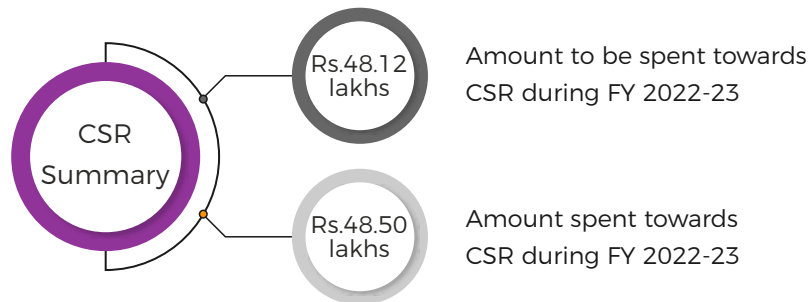 CSR
Summary
Rs.48.12
lakhs
Amount to be spent towards
CSR during FY 2022-23
Rs.48.50
lakhs
Amount spent towards
CSR during FY 2022-23